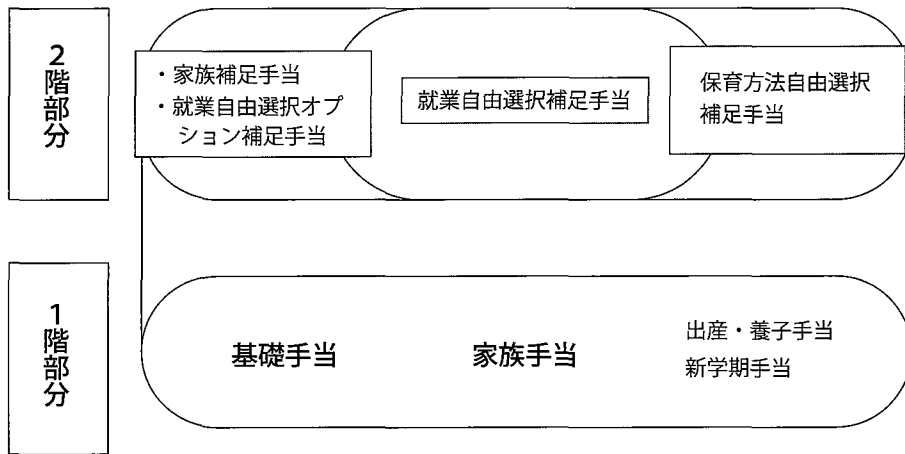 2階部分
・家族補足手当
・就業自由選択オプ
ション補足手当
就業自由選択補足手当
保育方法自由選択
補足手当
1階部分
基礎手当
家族手当
出産・養子手当
新学期手当